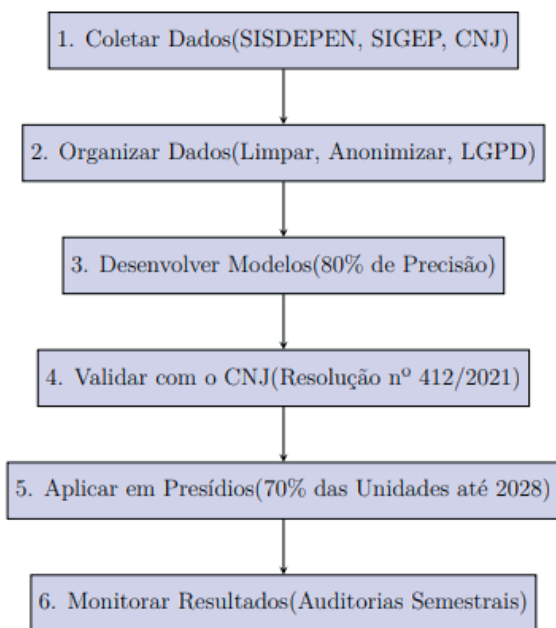 1. Coletar Dados(SISDEPEN, SIGEP, CNJ)
2. Organizar Dados(Limpar, Anonimizar, LGPD)
3. Desenvolver Modelos(80% de Precisão)
4. Validar com o CNJ(Resolução nº 412/2021)
5. Aplicar em Presídios(70% das Unidades até 2028)
6. Monitorar Resultados(Auditorias Semestrais)